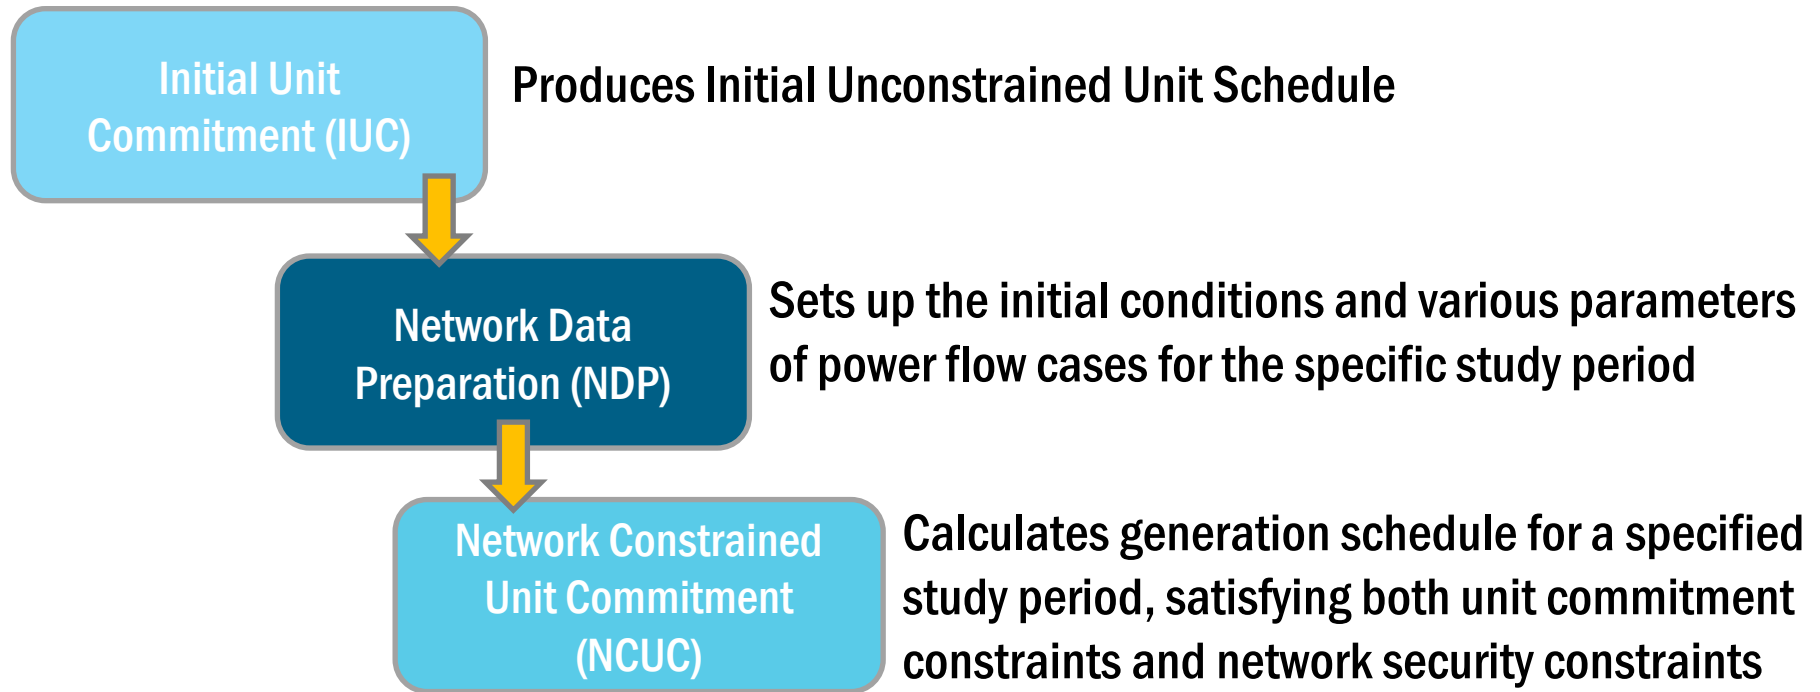 Initial Unit
Commitment (IUC)
Produces Initial Unconstrained Unit Schedule
Network Data
Preparation (NDP)
Sets up the initial conditions and various parameters
of power flow cases for the specific study period
Network Constrained
Unit Commitment
(NCUC)
Calculates generation schedule for a specified
study period, satisfying both unit commitment
constraints and network security constraints